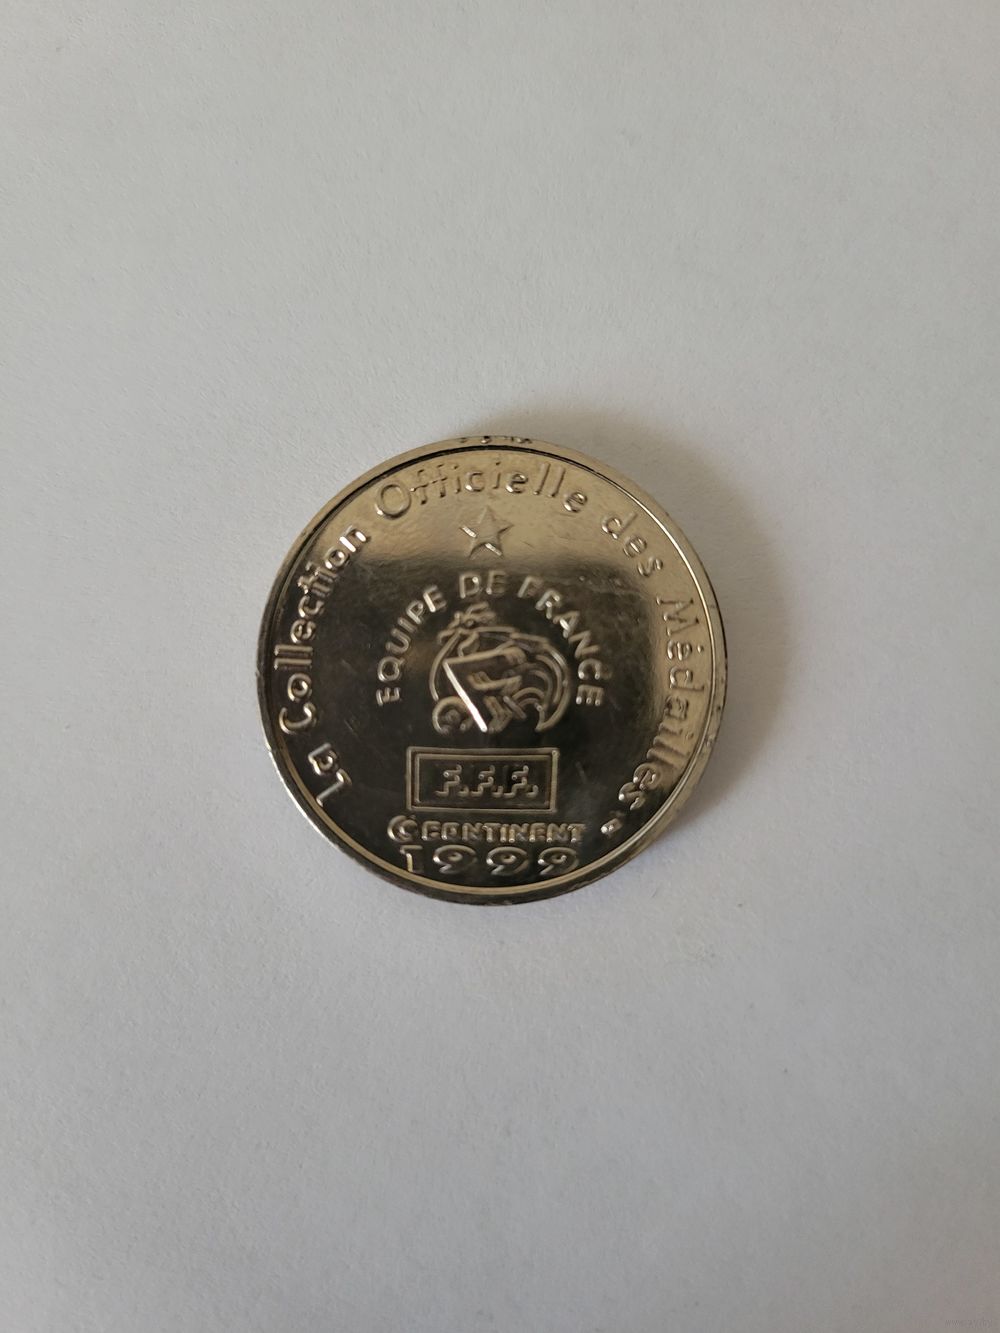 La Collection Officielle des Médailles
EQUIPE DE FRANCE
F.F.F.
CONTINENT
1999